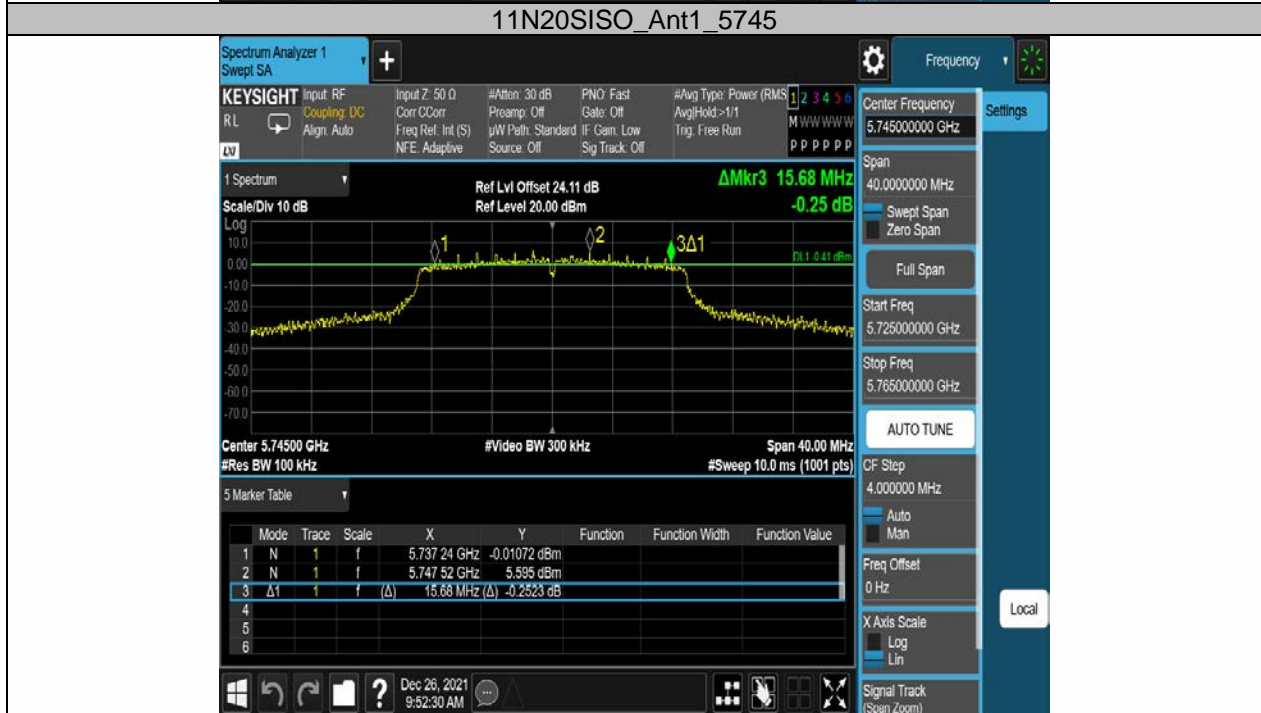 11N20SISO_Ant1_5745
Spectrum Analyzer 1
Swept SA
+
Frequency
KEYSIGHT
RL
LXI
Input: RF
Coupling: DC
Align: Auto
Input Z: 50 Ω
Corr CCorr
Freq Ref: Int (S)
NFE: Adaptive
#Atten: 30 dB
Preamp: Off
µW Path: Standard
Source: Off
PNO: Fast
Gate: Off
IF Gain: Low
Sig Track: Off
#Avg Type: Power (RMS
Avg|Hold:>1/1
Trig: Free Run
1 2 3 4 5 6
M W W W W W
P P P P P P
1 Spectrum
Scale/Div 10 dB
Ref Lvl Offset 24.11 dB
Ref Level 20.00 dBm
ΔMkr3 15.68 MHz
-0.25 dB
Log
10.0
0.00
-10.0
-20.0
-30.0
-40.0
-50.0
-60.0
-70.0
1
2
3Δ1
DL1 -0.41 dBm
Center 5.74500 GHz
#Res BW 100 kHz
#Video BW 300 kHz
Span 40.00 MHz
#Sweep 10.0 ms (1001 pts)
5 Marker Table
Mode Trace Scale X Y Function Function Width Function Value
1 N 1 f 5.737 24 GHz -0.01072 dBm
2 N 1 f 5.747 52 GHz 5.595 dBm
3 Δ1 1 f (Δ) 15.68 MHz (Δ) -0.2523 dB
4
5
6
?
Dec 26, 2021
9:52:30 AM
Center Frequency
5.745000000 GHz
Settings
Span
40.0000000 MHz
Swept Span
Zero Span
Full Span
Start Freq
5.725000000 GHz
Stop Freq
5.765000000 GHz
AUTO TUNE
CF Step
4.000000 MHz
Auto
Man
Freq Offset
0 Hz
X Axis Scale
Log
Lin
Local
Signal Track
(Span Zoom)